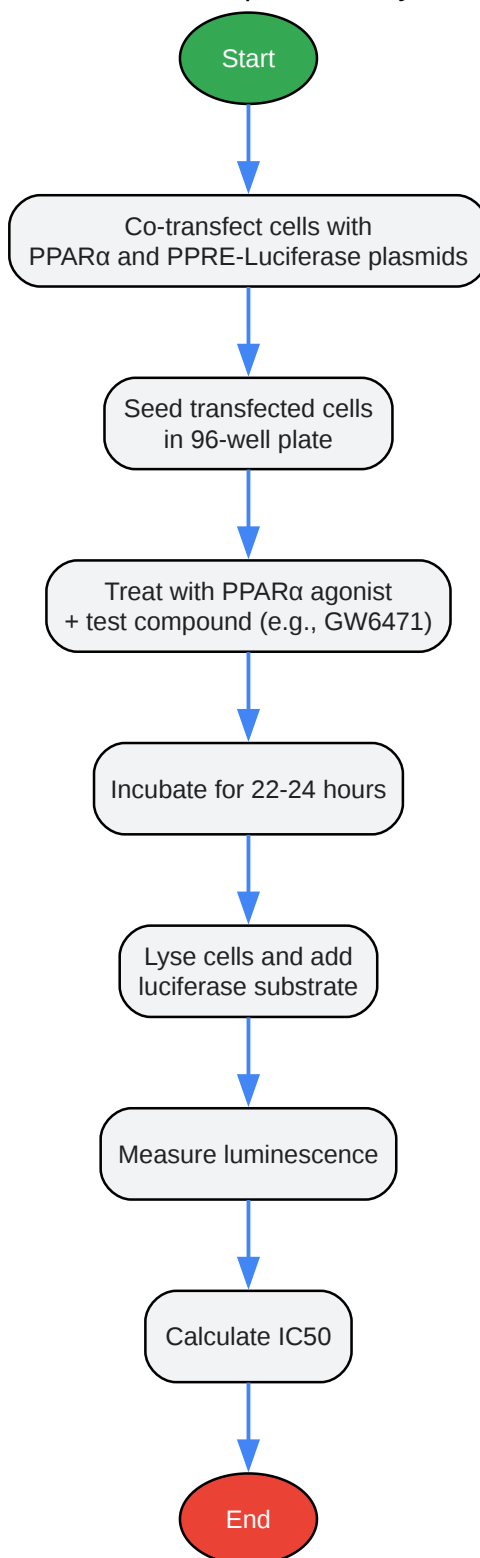 Start
Co-transfect cells with
PPARα and PPRE-Luciferase plasmids
Seed transfected cells
in 96-well plate
Treat with PPARα agonist
+ test compound (e.g., GW6471)
Incubate for 22-24 hours
Lyse cells and add
luciferase substrate
Measure luminescence
Calculate IC50
End